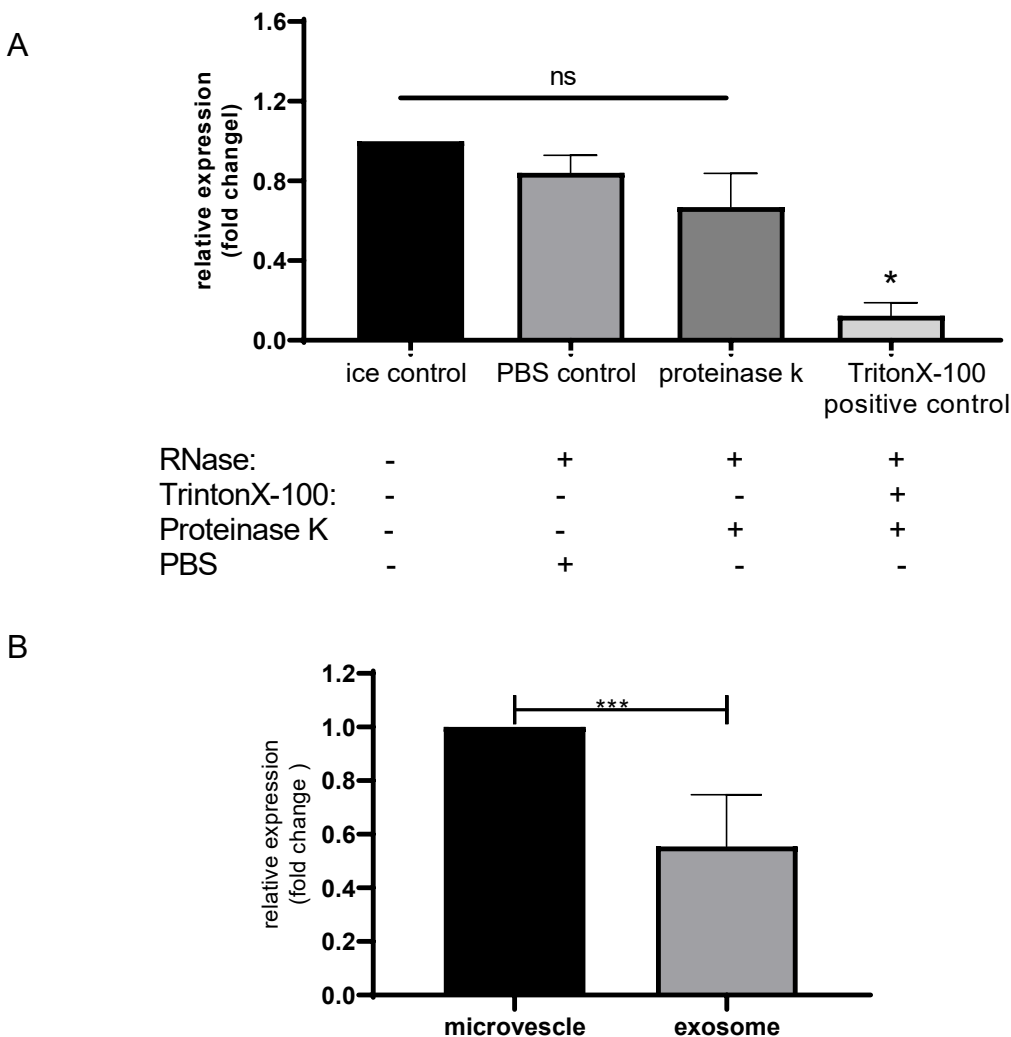 A
1.6
1.2
0.8
0.4
0.0
relative expression
(fold changel)
ns
*
ice control PBS control proteinase k TritonX-100
positive control
RNase: - + + +
TrintonX-100: - - - +
Proteinase K - - + +
PBS - + - -
B
1.2
1.0
0.8
0.6
0.4
0.2
0.0
relative expression
(fold change )
***
microvescle exosome